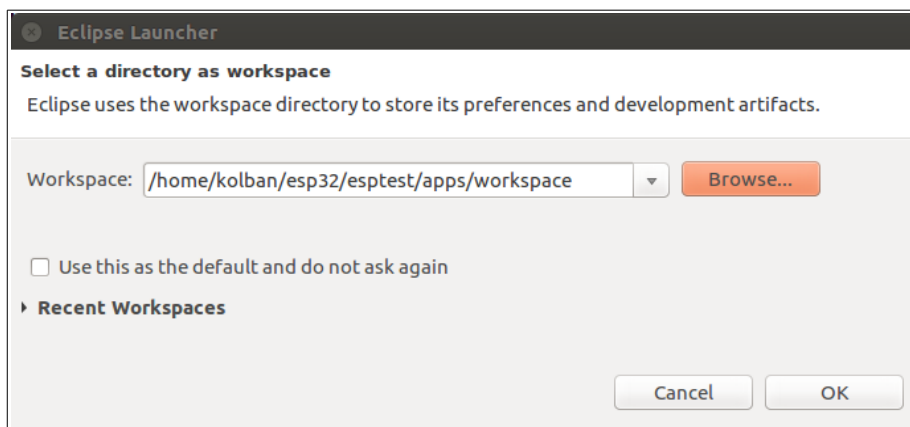 Eclipse Launcher
Select a directory as workspace
Eclipse uses the workspace directory to store its preferences and development artifacts.
Workspace: /home/kolban/esp32/esptest/apps/workspace Browse...
Use this as the default and do not ask again
Recent Workspaces
Cancel OK